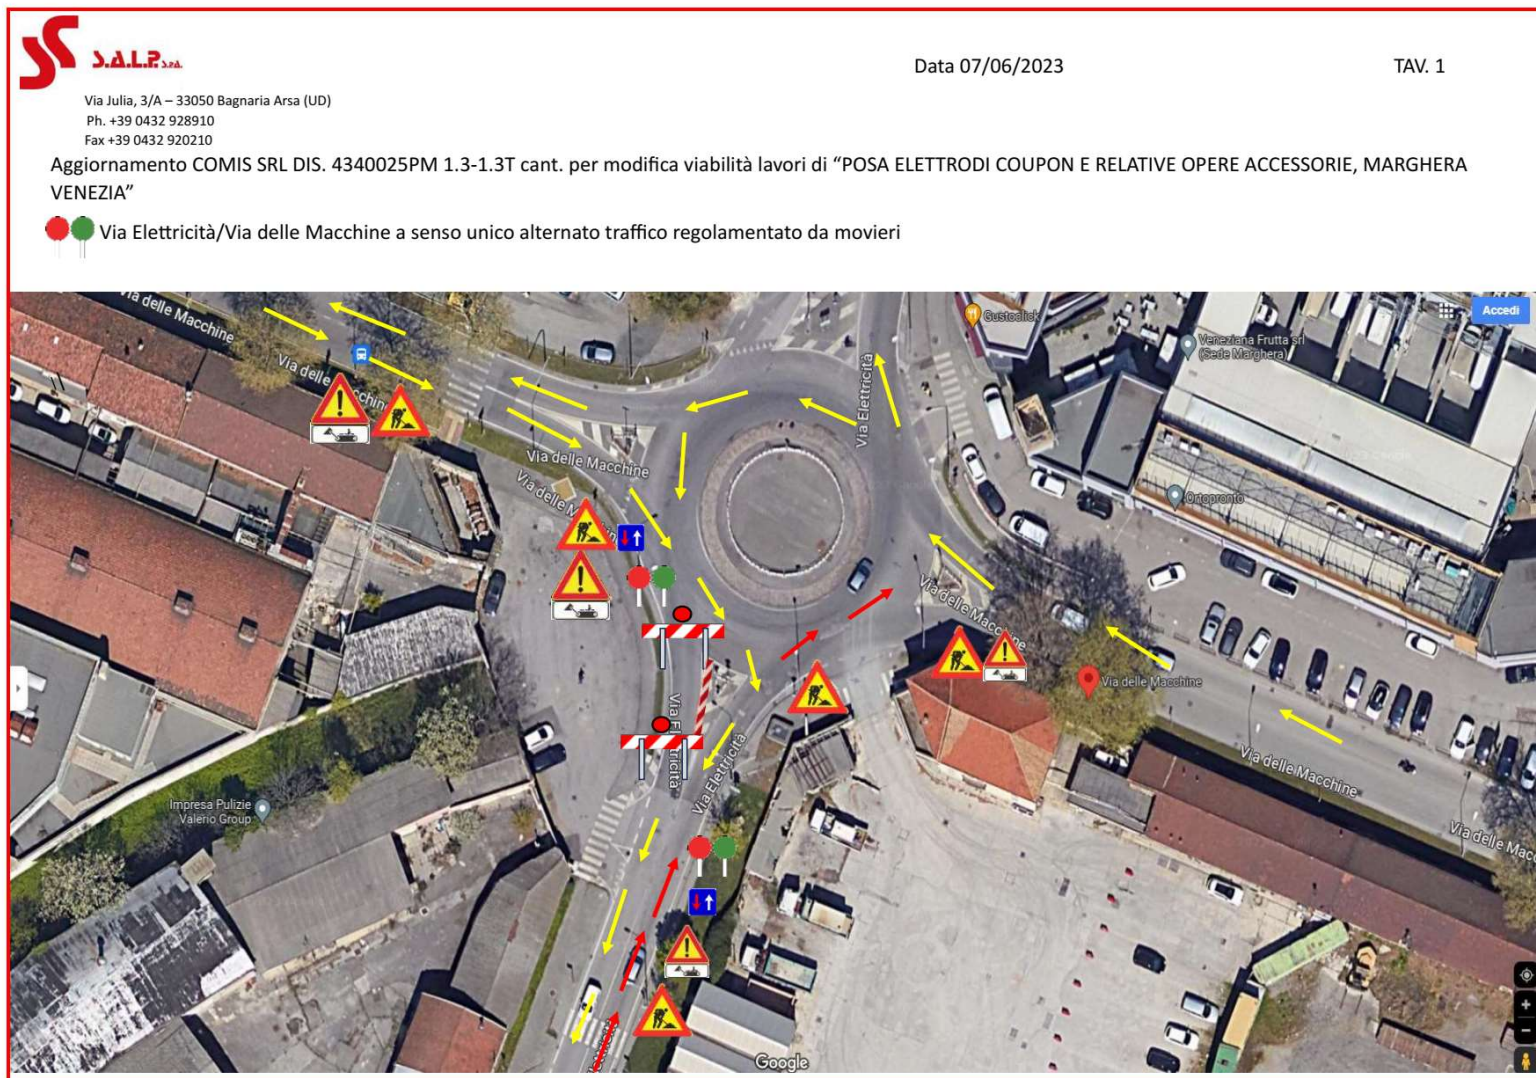 S.A.L.P. S.P.A.
Data 07/06/2023
TAV. 1
Via Julia, 3/A – 33050 Bagnaria Arsa (UD)
Ph. +39 0432 928910
Fax +39 0432 920210
Aggiornamento COMIS SRL DIS. 4340025PM 1.3-1.3T cant. per modifica viabilità lavori di “POSA ELETTRODI COUPON E RELATIVE OPERE ACCESSORIE, MARGHERA
VENEZIA”
Via Elettricità/Via delle Macchine a senso unico alternato traffico regolamentato da movieri
Via delle Macchine
Accedi
Gustoclick
Veneziana Frutta srl
(Sede Marghera)
Via Elettricità
Via delle Macchine
Via delle Macchine
Ortopronto
Via delle Macchine
Via delle Macchine
Via Elettricità
Via Elettricità
Via delle Macchine
Impresa Pulizie
Valerio Group
Via delle
Google